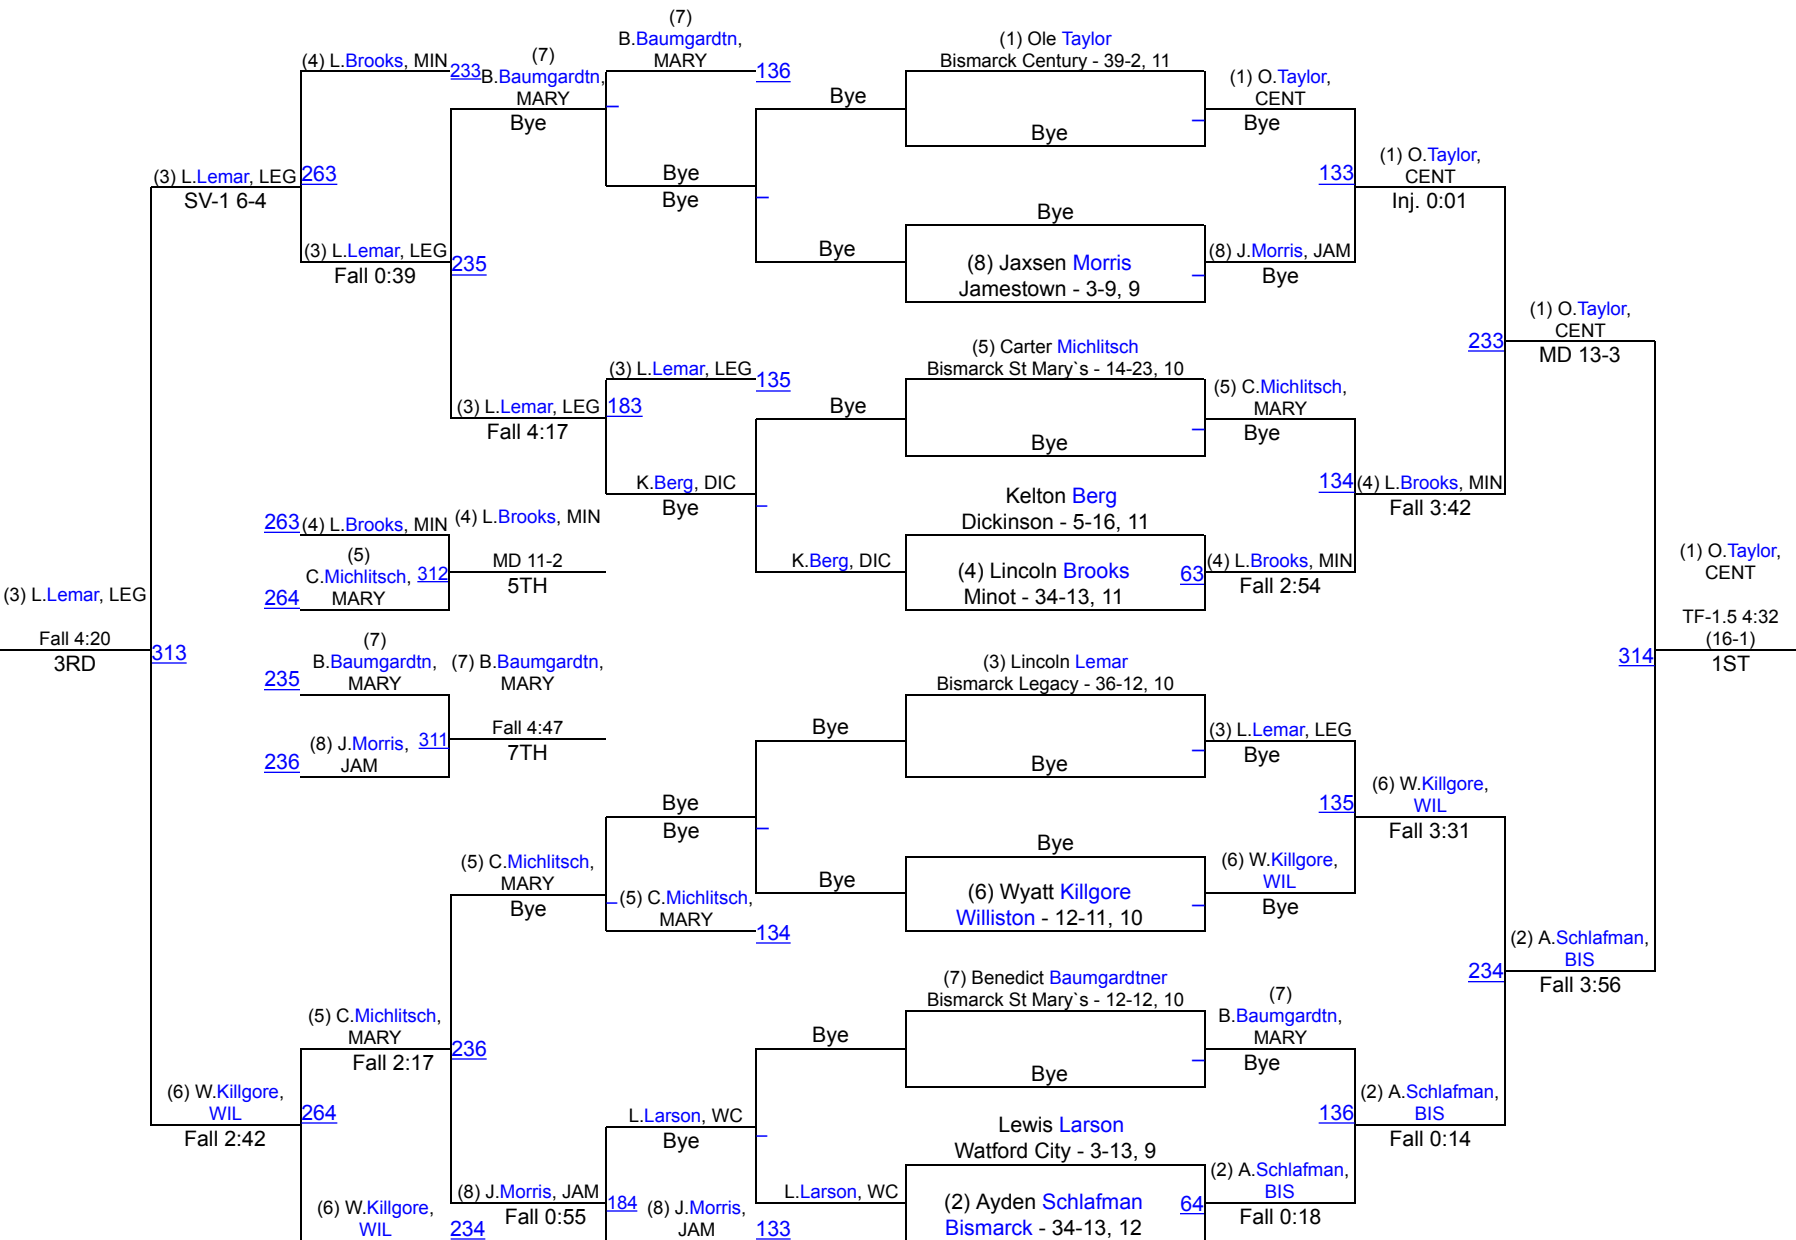 (7)
B.Baumgardtn,
MARY
136
(1) Ole Taylor
Bismarck Century - 39-2, 11
(4) L.Brooks, MIN
233
(7)
B.Baumgardtn,
MARY
Bye
Bye
Bye
(1) O.Taylor,
CENT
Bye
(3) L.Lemar, LEG
SV-1 6-4
263
Bye
Bye
133
(1) O.Taylor,
CENT
Inj. 0:01
(3) L.Lemar, LEG
Fall 0:39
235
Bye
Bye
(8) Jaxsen Morris
Jamestown - 3-9, 9
(8) J.Morris, JAM
Bye
(1) O.Taylor,
CENT
MD 13-3
233
(3) L.Lemar, LEG
135
(5) Carter Michlitsch
Bismarck St Mary`s - 14-23, 10
(3) L.Lemar, LEG
Fall 4:17
183
Bye
Bye
(5) C.Michlitsch,
MARY
Bye
K.Berg, DIC
Bye
134
(4) L.Brooks, MIN
Fall 3:42
Kelton Berg
Dickinson - 5-16, 11
263
(4) L.Brooks, MIN
(4) L.Brooks, MIN
(5)
C.Michlitsch,
MARY
264
312
MD 11-2
5TH
K.Berg, DIC
(4) Lincoln Brooks
Minot - 34-13, 11
63
(4) L.Brooks, MIN
Fall 2:54
(1) O.Taylor,
CENT
TF-1.5 4:32
(16-1)
1ST
314
(3) L.Lemar, LEG
Fall 4:20
3RD
313
(7)
B.Baumgardtn,
MARY
235
(7) B.Baumgardtn,
MARY
Fall 4:47
7TH
(8) J.Morris,
JAM
311
236
(3) Lincoln Lemar
Bismarck Legacy - 36-12, 10
Bye
Bye
(3) L.Lemar, LEG
Bye
Bye
Bye
135
(6) W.Killgore,
WIL
Fall 3:31
(5) C.Michlitsch,
MARY
Bye
(5) C.Michlitsch,
MARY
134
Bye
Bye
(6) Wyatt Killgore
Williston - 12-11, 10
(6) W.Killgore,
WIL
Bye
234
(2) A.Schlafman,
BIS
Fall 3:56
(7) Benedict Baumgardtner
Bismarck St Mary`s - 12-12, 10
(7)
B.Baumgardtn,
MARY
Bye
Bye
Bye
(5) C.Michlitsch,
MARY
Fall 2:17
236
(6) W.Killgore,
WIL
Fall 2:42
264
L.Larson, WC
Bye
Lewis Larson
Watford City - 3-13, 9
136
(2) A.Schlafman,
BIS
Fall 0:14
(6) W.Killgore,
WIL
234
(8) J.Morris, JAM
Fall 0:55
184
(8) J.Morris,
JAM
133
L.Larson, WC
(2) Ayden Schlafman
Bismarck - 34-13, 12
64
(2) A.Schlafman,
BIS
Fall 0:18